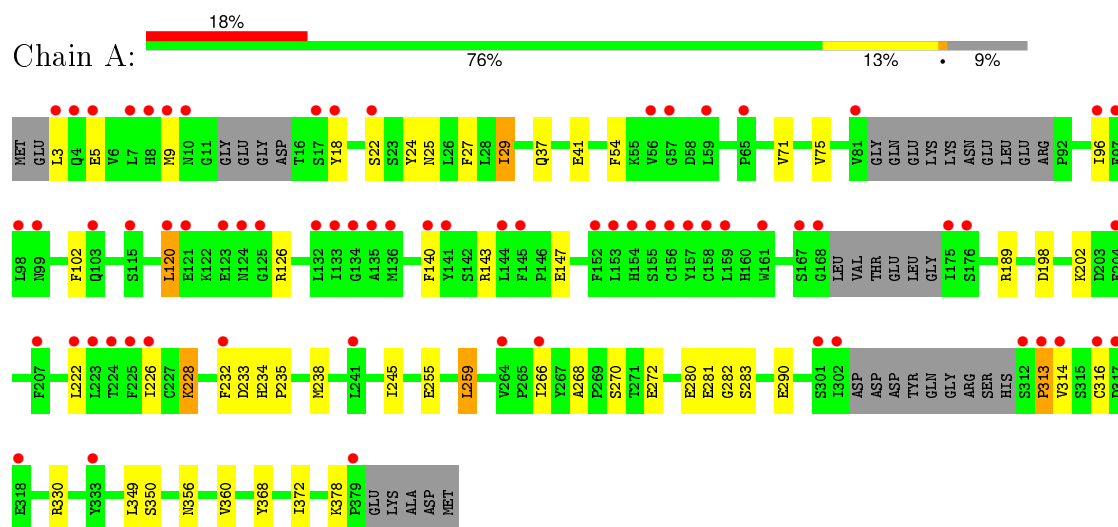 18%
Chain A:
76% 13% • 9%
MET GLU L3 Q4 E5 V6 L7 H8 M9 N10 G11 GLY GLU GLY ASP T16 S17 Y18 S22 S23 Y24 N25 L26 F27 L28 I29 Q37 E41 F54 K55 V56 G57 D58 L59 P65 V71 V75 V81 GLY GLN GLU LYS LYS ASN GLU LEU GLU ARG P92 I96
L98 N99 F102 Q103 S115 L120 E121 K122 E123 N124 G125 R126 L132 I133 G134 A135 M136 F140 Y141 S142 R143 L144 F145 P146 E147 F152 L153 H154 S155 C156 Y157 C158 L159 H160 W161 S167 G168 LEU VAL THR GLU LEU GLY I175 S176 R189 D198 K202 D203
F207 L222 L223 T224 F225 I226 C227 K228 F232 D233 H234 P235 M238 L241 I245 E255 L259 V264 P265 I266 Y267 A268 P269 S270 T271 E272 E280 E281 G282 S283 E290 S301 I302 ASP ASP ASP TYR GLN GLY ARG SER HIS S312 P313 V314 S315 C316 D317
E318 R330 Y333 L349 S350 N356 V360 Y368 I372 K378 P379 GLU LYS ALA ASP MET